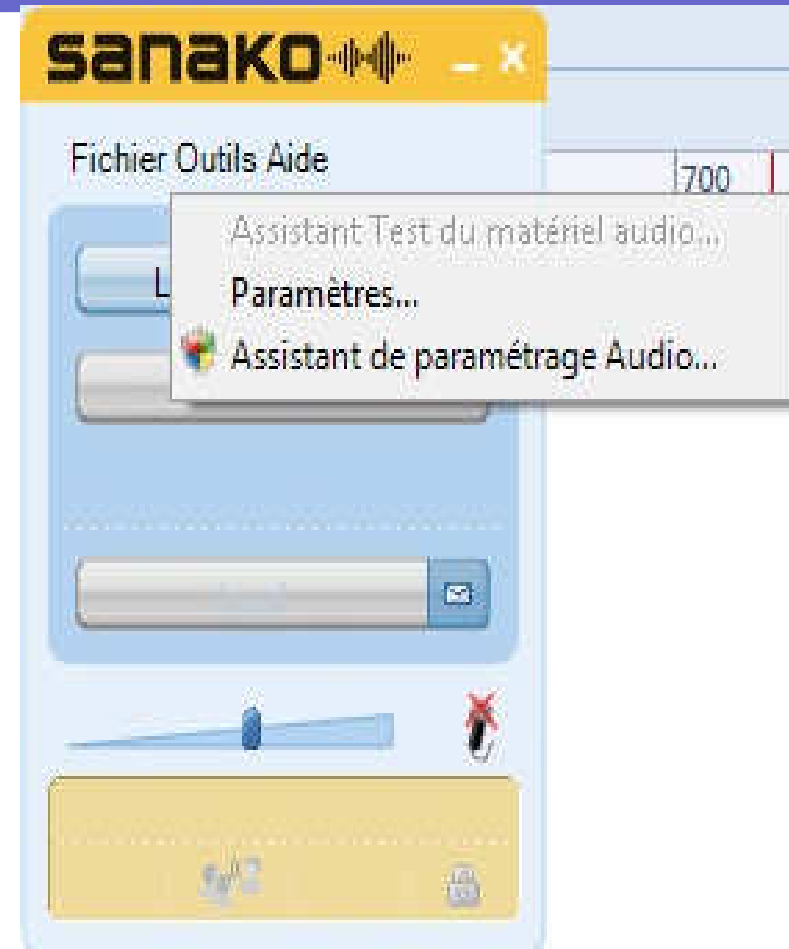 sanako
Fichier Outils Aide
700
Assistant Test du matériel audio...
L
Paramètres...
Assistant de paramétrage Audio...